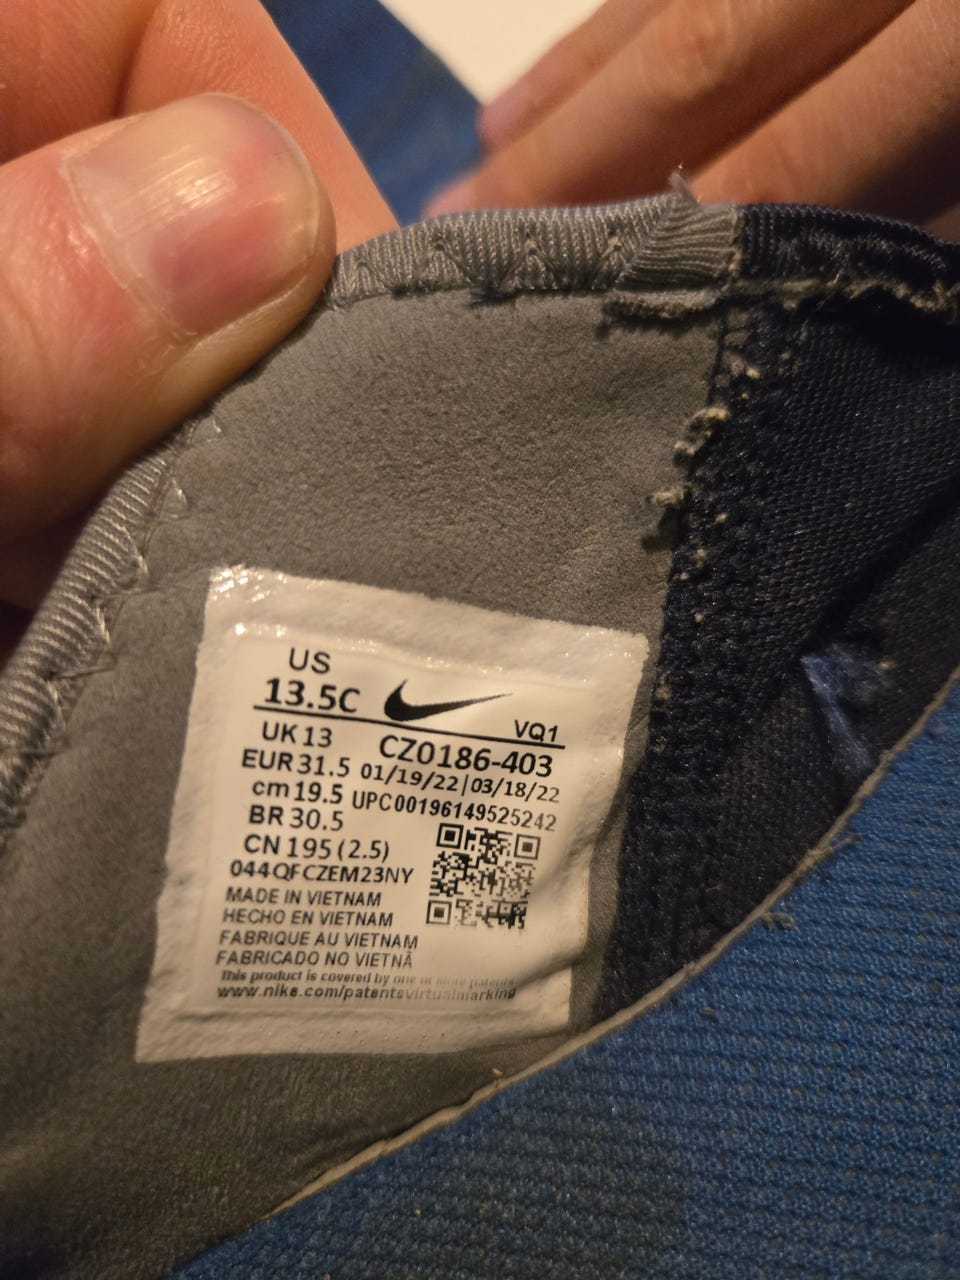 US
13.5C
VQ1
UK 13
CZ0186-403
EUR 31.5
01/19/22|03/18/22
cm 19.5
UPC00196149525242
BR 30.5
CN 195 (2.5)
044QFCZEM23NY
MADE IN VIETNAM
HECHO EN VIETNAM
FABRIQUE AU VIETNAM
FABRICADO NO VIETNÃ
This product is covered by one or more patents.
www.nike.com/patentsvirtualmarking